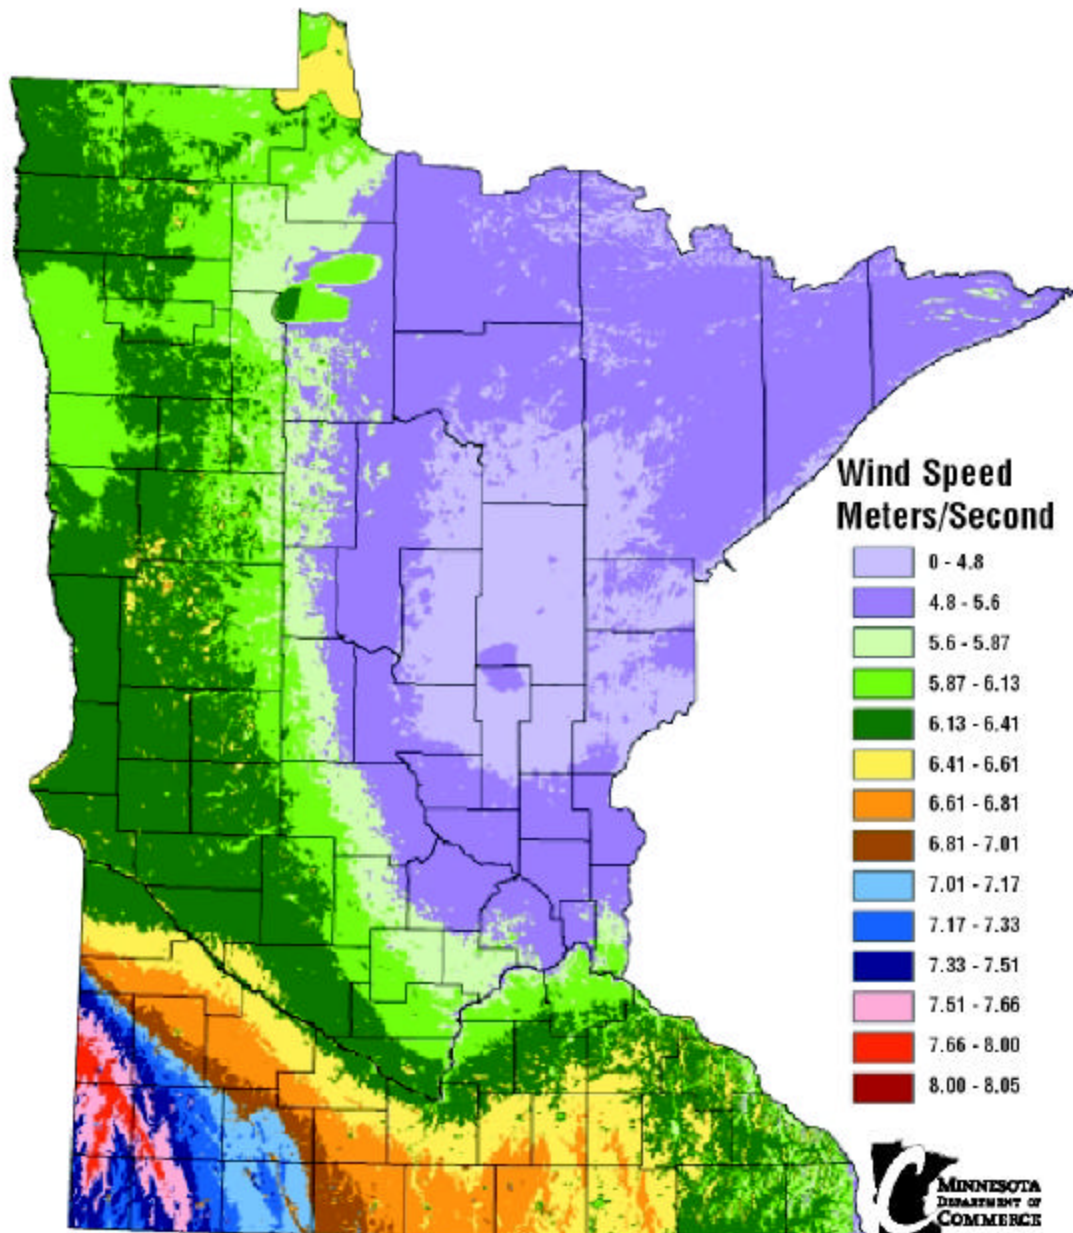 Wind Speed
Meters/Second
0 - 4.8
4.8 - 5.6
5.6 - 5.87
5.87 - 6.13
6.13 - 6.41
6.41 - 6.61
6.61 - 6.81
6.81 - 7.01
7.01 - 7.17
7.17 - 7.33
7.33 - 7.51
7.51 - 7.66
7.66 - 8.00
8.00 - 8.05
MINNESOTA
DEPARTMENT OF
COMMERCE